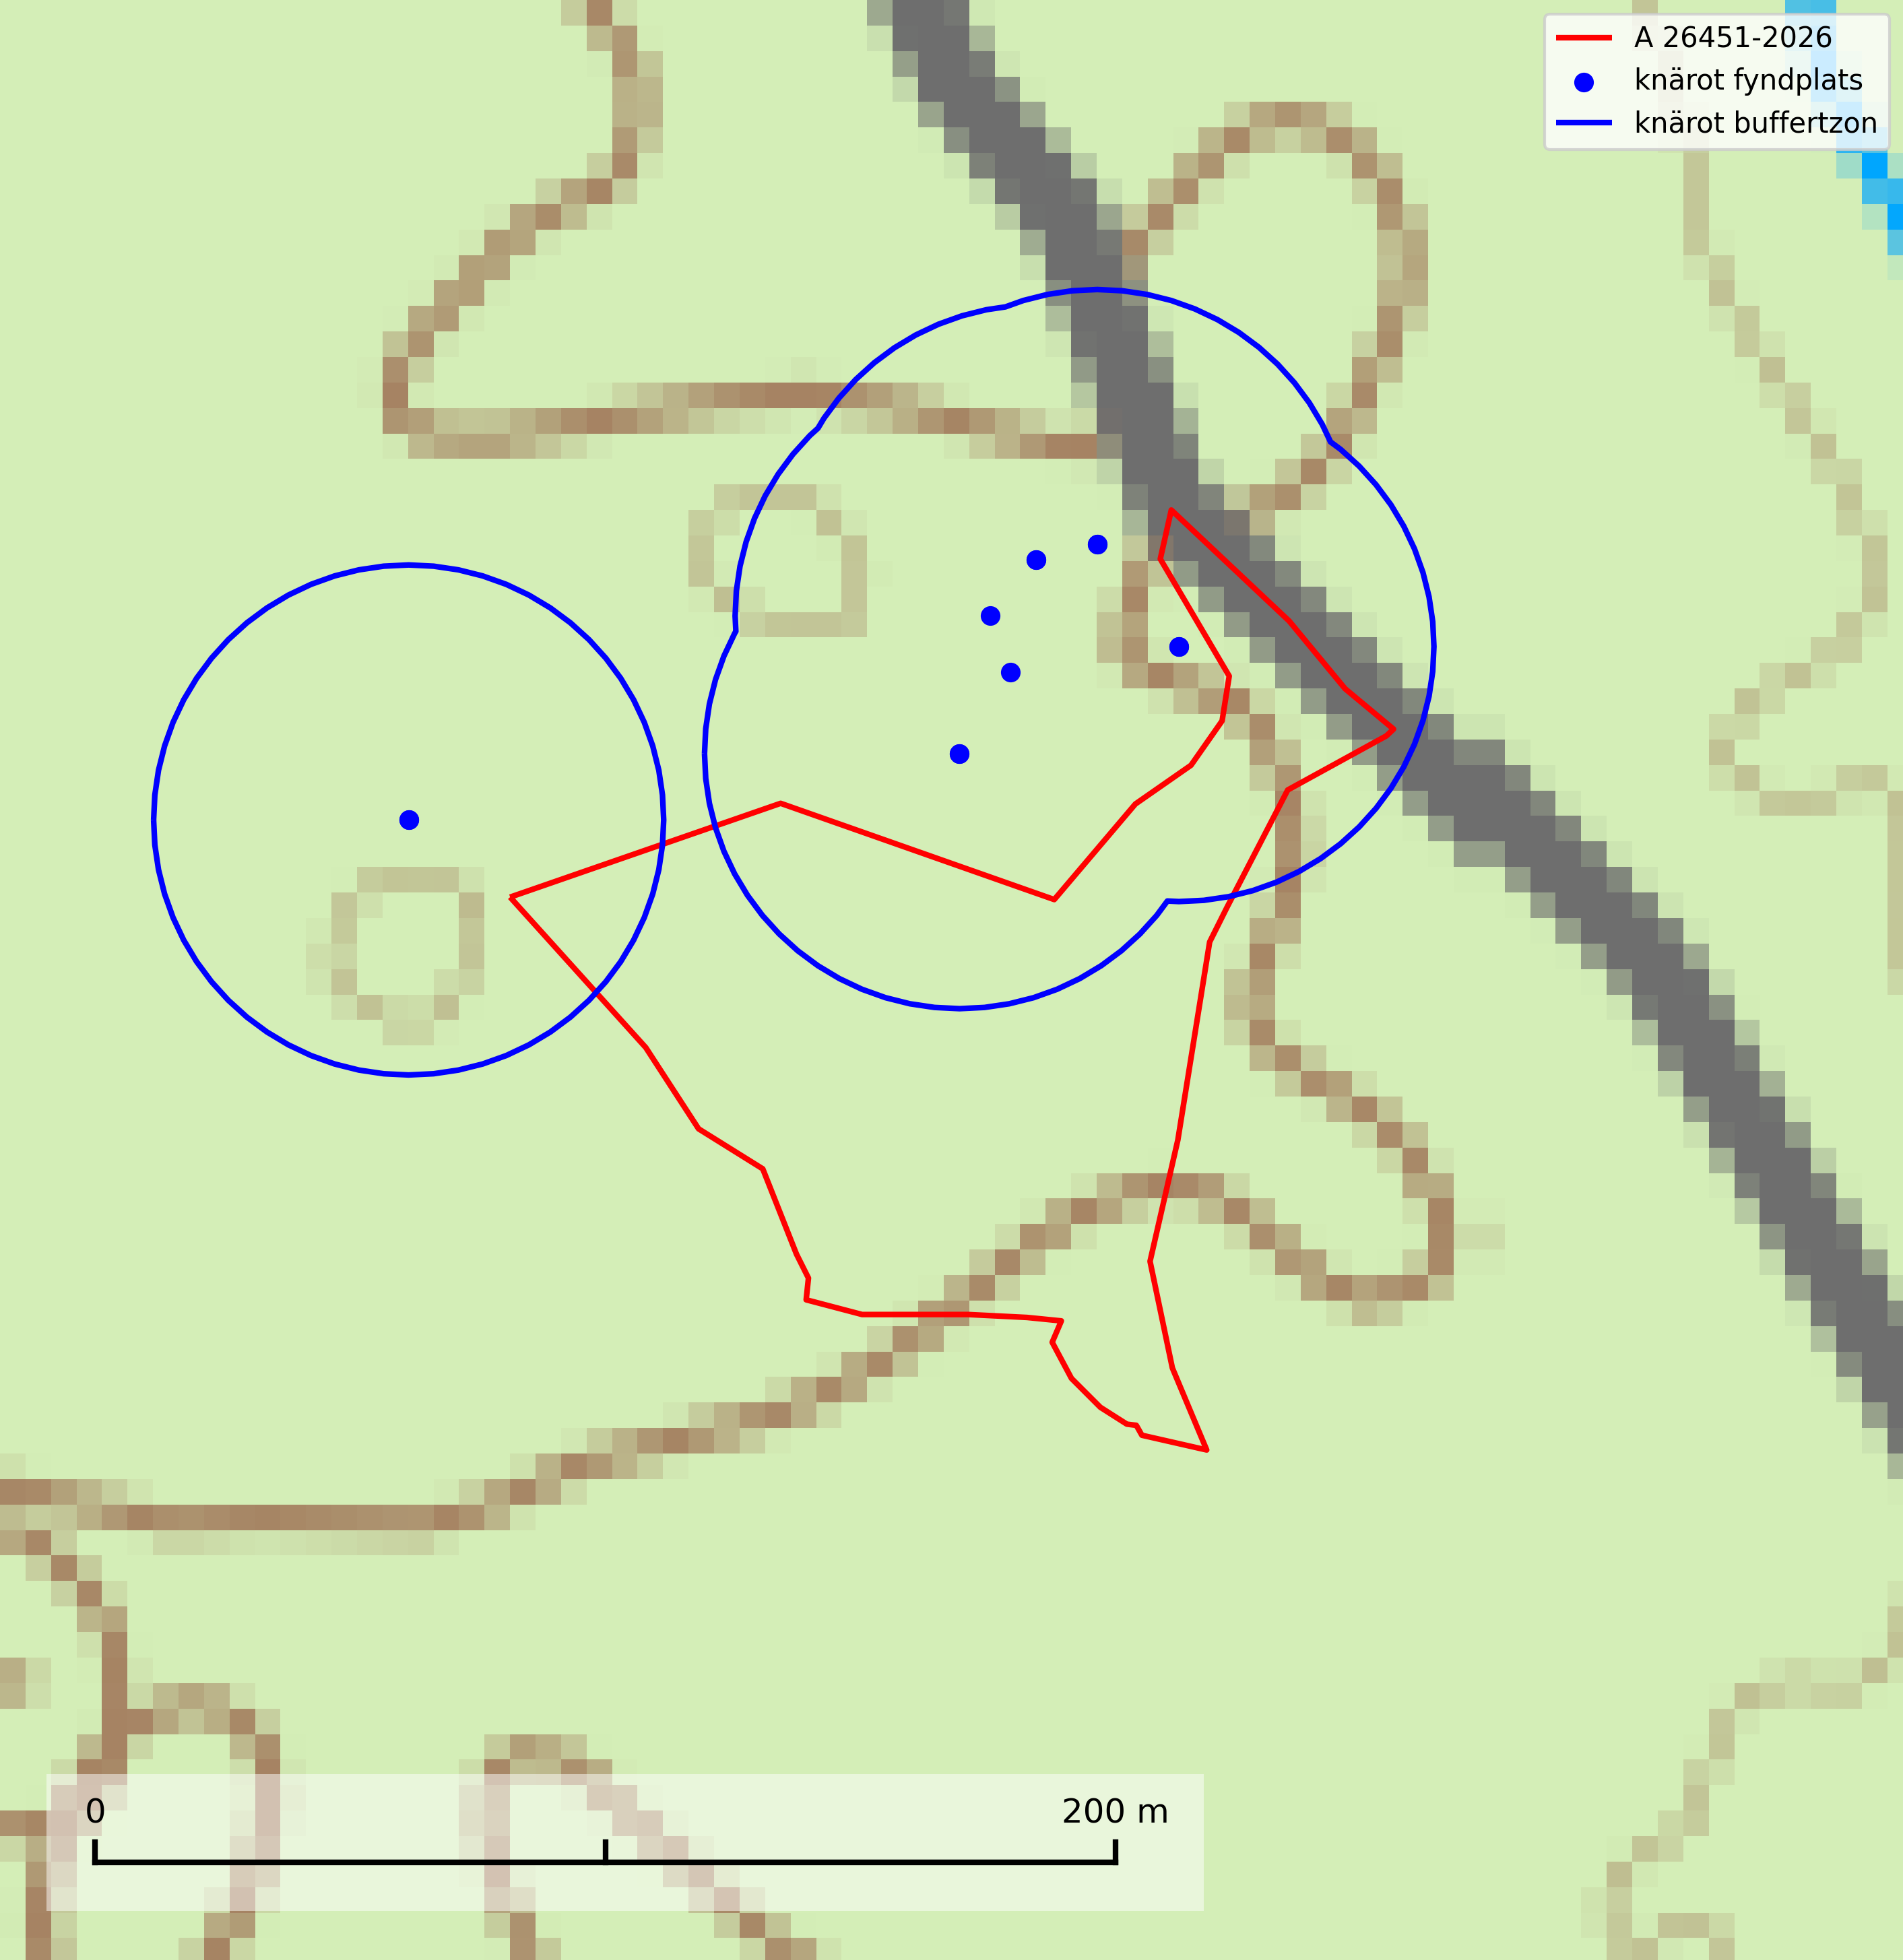 A 26451-2026
knärot fyndplats
knärot buffertzon
0
200 m